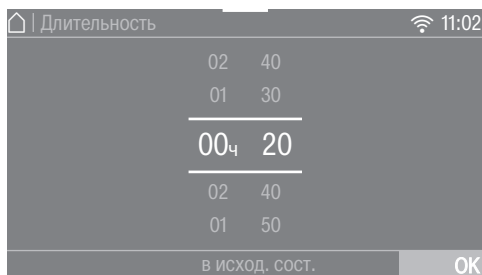 | Длительность 11:02
02 40
01 30
00ч 20
02 40
01 50
в исход. сост. OK